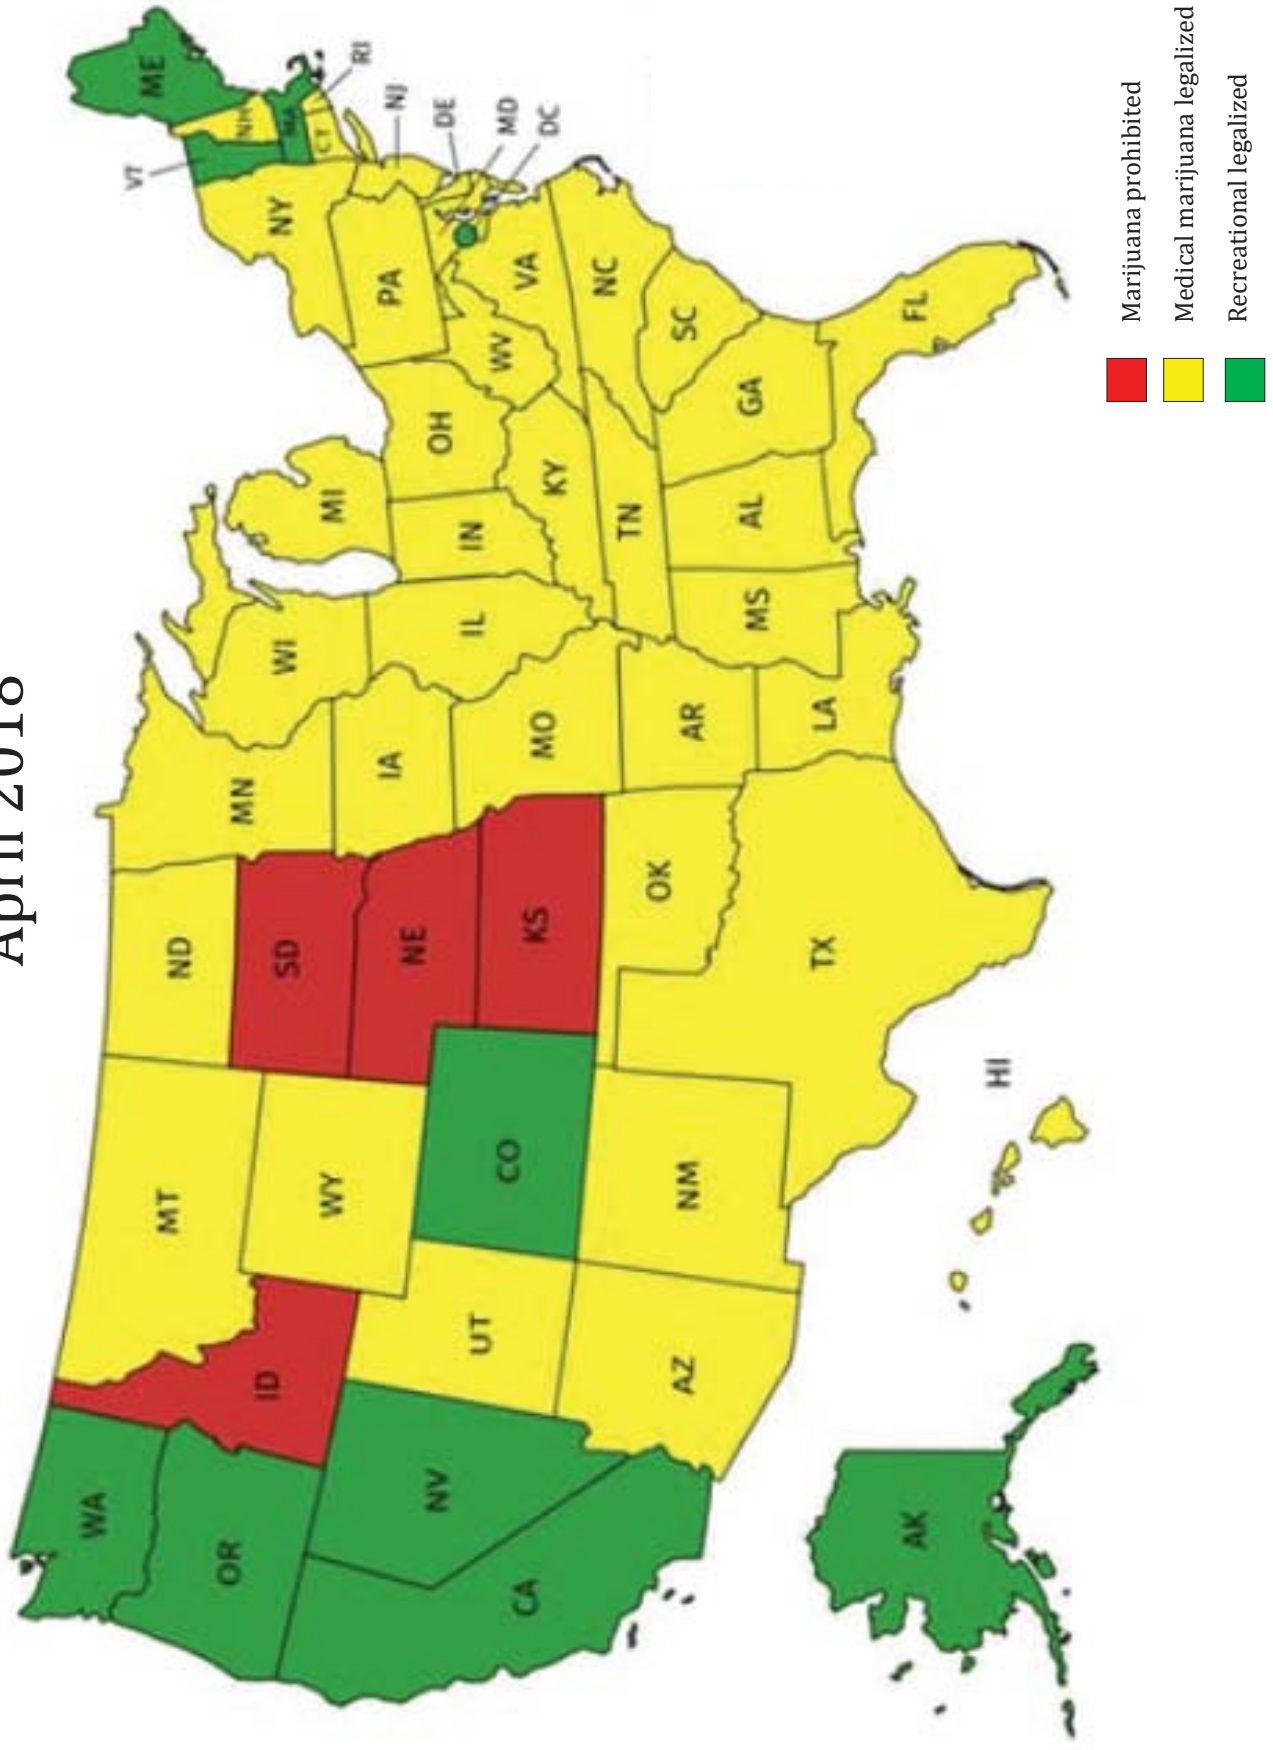 April 2018
WA
OR
CA
NV
ID
MT
WY
UT
AZ
CO
NM
ND
SD
NE
KS
OK
TX
MN
IA
MO
AR
LA
WI
IL
MI
IN
OH
KY
TN
MS
AL
GA
FL
SC
NC
VA
WV
PA
NY
VT
NH
ME
MA
CT
RI
NJ
DE
MD
DC
AK
HI
Marijuana prohibited
Medical marijuana legalized
Recreational legalized